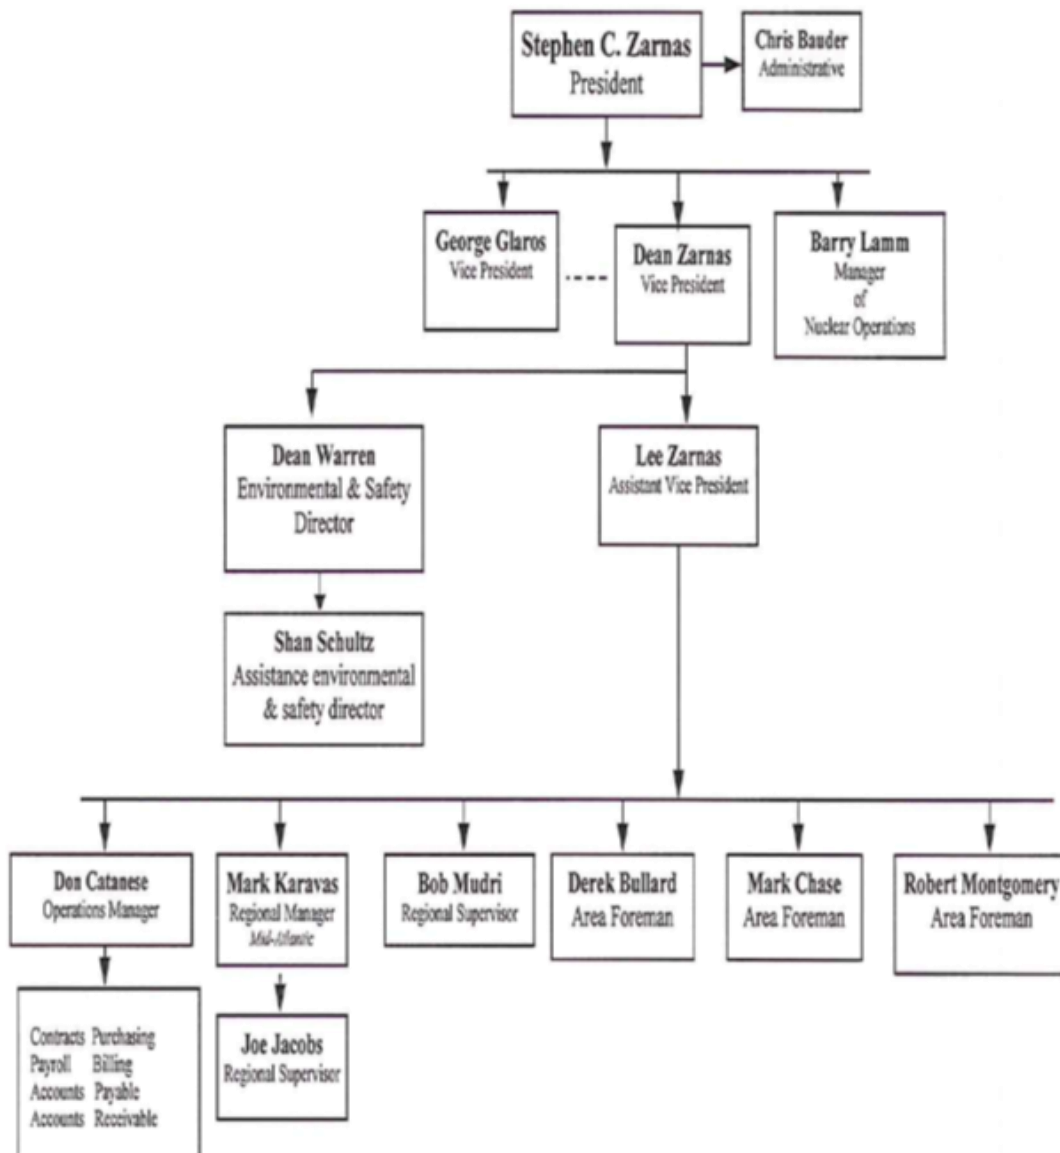 Stephen C. Zarnas
President
Chris Bauder
Administrative
George Glaros
Vice President
Dean Zarnas
Vice President
Barry Lamm
Manager
of
Nuclear Operations
Dean Warren
Environmental & Safety
Director
Lee Zarnas
Assistant Vice President
Shan Schultz
Assistance environmental
& safety director
Don Catanese
Operations Manager
Mark Karavas
Regional Manager
Mid-Atlantic
Bob Mudri
Regional Supervisor
Derek Bullard
Area Foreman
Mark Chase
Area Foreman
Robert Montgomery
Area Foreman
Contracts Purchasing
Payroll Billing
Accounts Payable
Accounts Receivable
Joe Jacobs
Regional Supervisor